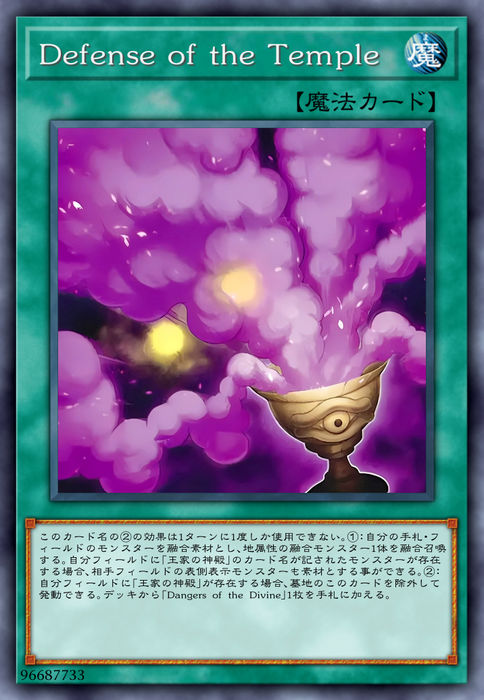 Defense of the Temple
魔
【魔法カード】
このカード名の②の効果は1ターンに1度しか使用できない。①:自分の手札・フ
ィールドのモンスターを融合素材とし、地属性の融合モンスター1体を融合召喚
する。自分フィールドに「王家の神殿」のカード名が記されたモンスターが存在
する場合、相手フィールドの表側表示モンスターも素材とする事ができる。②:
自分フィールドに「王家の神殿」が存在する場合、墓地のこのカードを除外して
発動できる。デッキから「Dangers of the Divine」1枚を手札に加える。
96687733